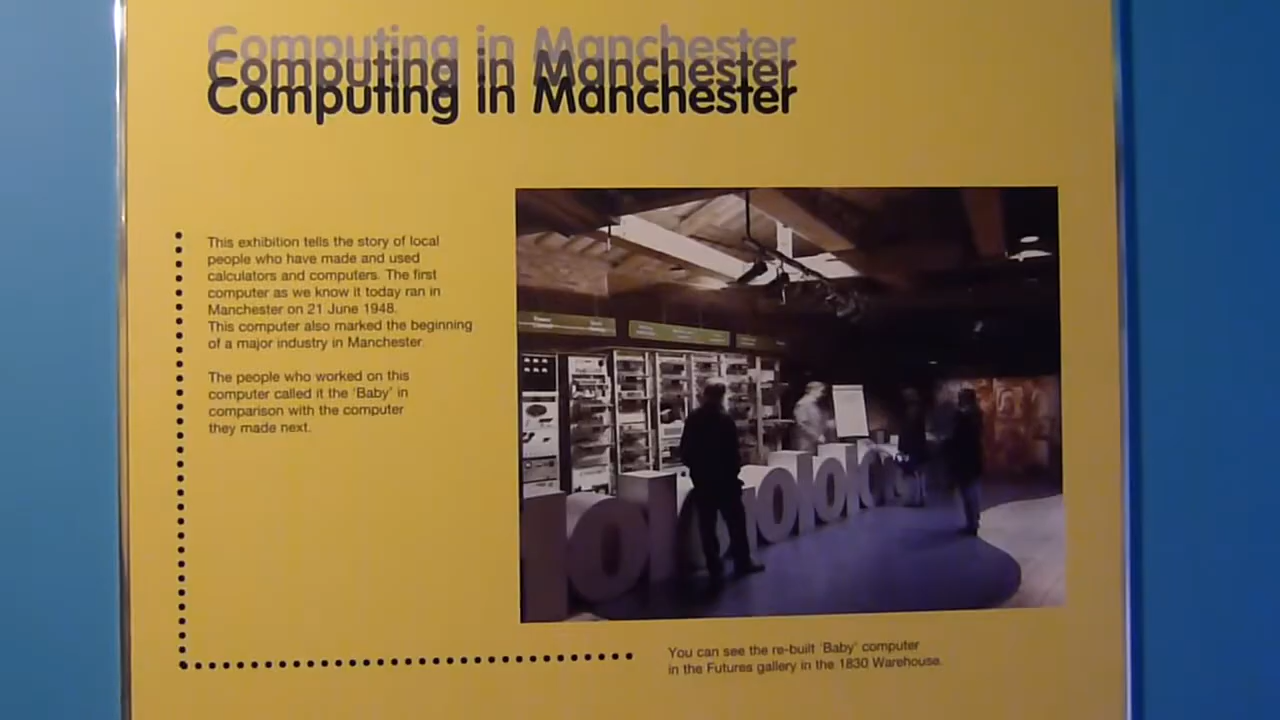 Computing in Manchester
Computing in Manchester
Computing in Manchester
This exhibition tells the story of local
people who have made and used
calculators and computers. The first
computer as we know it today ran in
Manchester on 21 June 1948.
This computer also marked the beginning
of a major industry in Manchester.
The people who worked on this
computer called it the 'Baby' in
comparison with the computer
they made next.
You can see the re-built 'Baby' computer
in the Futures gallery in the 1830 Warehouse.